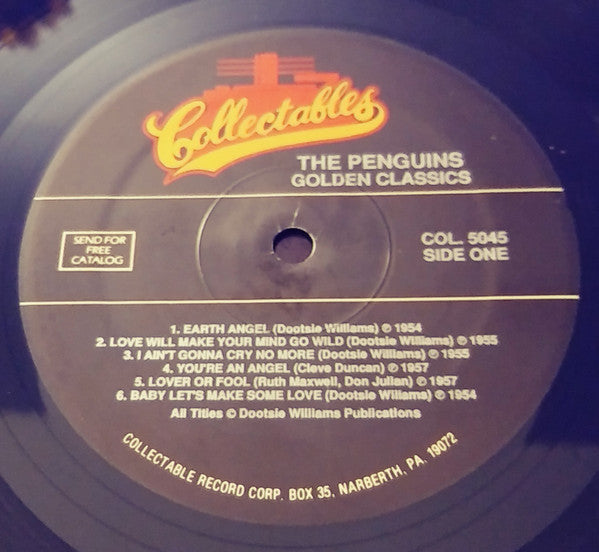 Collectables
THE PENGUINS
GOLDEN CLASSICS
SEND FOR
FREE
CATALOG
COL. 5045
SIDE ONE
1. EARTH ANGEL (Dootsie Williams) ℗ 1954
2. LOVE WILL MAKE YOUR MIND GO WILD (Dootsie Williams) ℗ 1955
3. I AIN'T GONNA CRY NO MORE (Dootsie Williams) ℗ 1955
4. YOU'RE AN ANGEL (Cleve Duncan) ℗ 1957
5. LOVER OR FOOL (Ruth Maxwell, Don Julian) ℗ 1957
6. BABY LET'S MAKE SOME LOVE (Dootsie Williams) ℗ 1954
All Titles © Dootsie Williams Publications
COLLECTABLE RECORD CORP. BOX 35, NARBERTH, PA. 19072